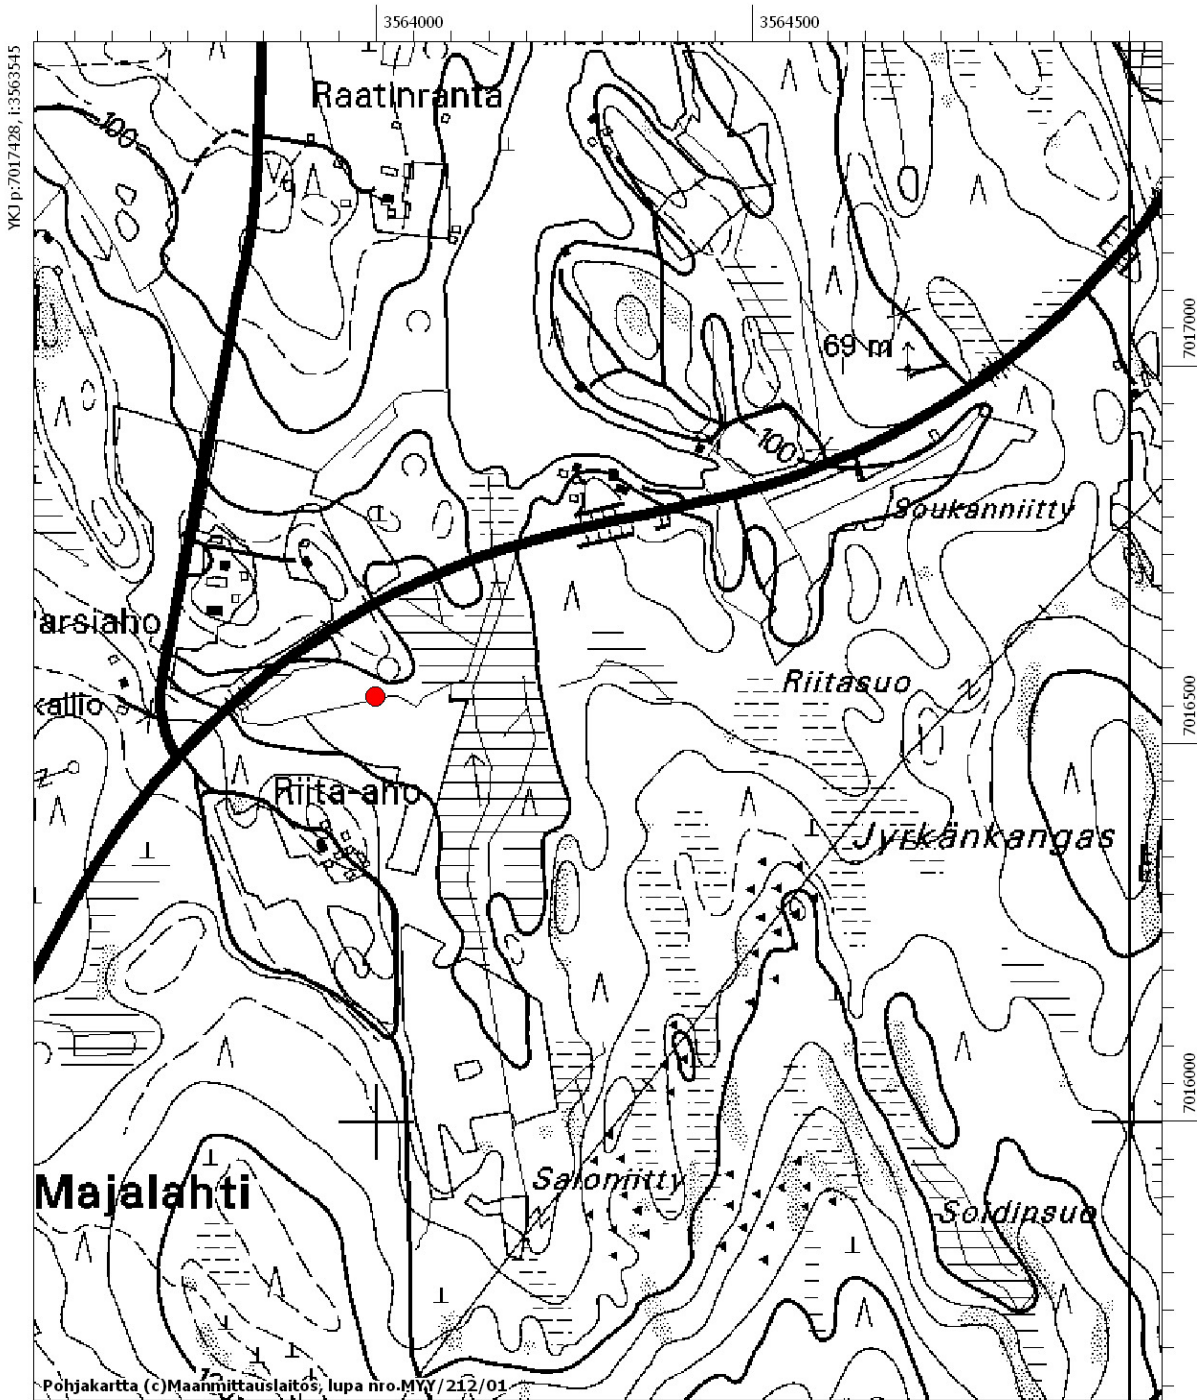 3564000
3564500
YKJ p:7017428, i:3563545
Raatinranta
100
7017000
69 m
100
Soukanniitty
arsiaho
Riitasuo
kallio
7016500
Riita-aho
Jyrkänkangas
7016000
Majalahti
Saloniitty
Soidinsuo
Pohjakartta (c)Maanmittauslaitos, lupa nro.MYY/212/01